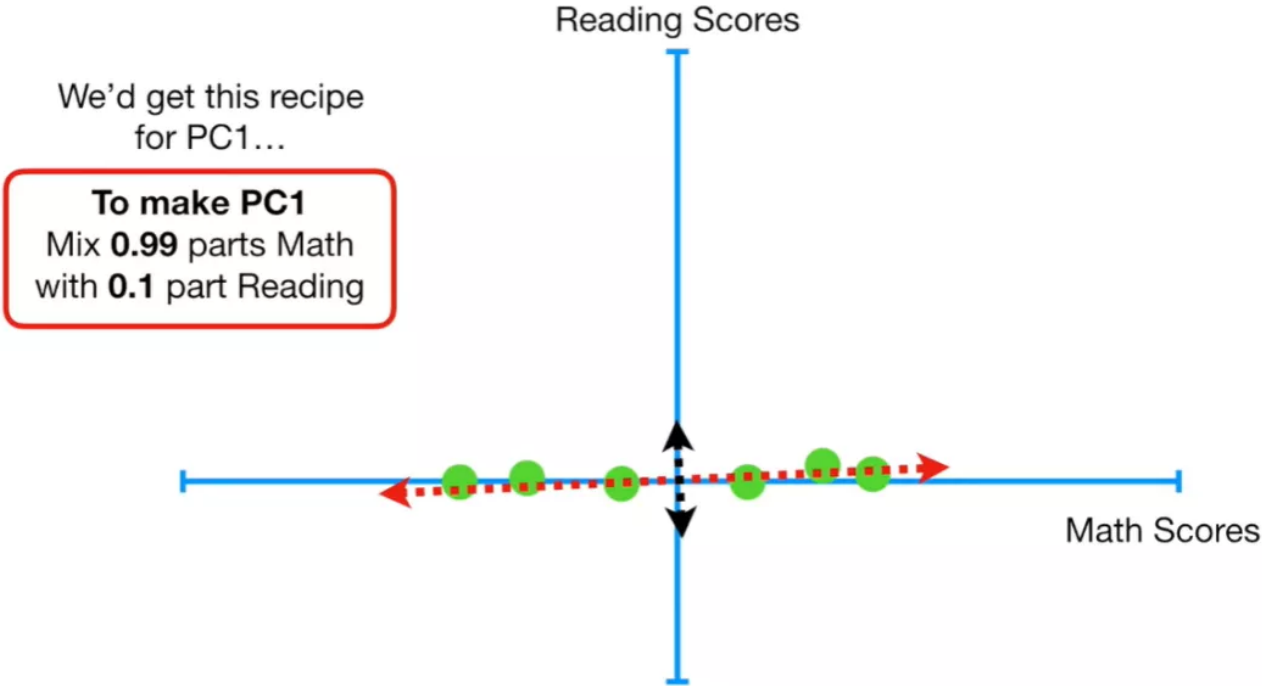 Reading Scores
We'd get this recipe
for PC1...
To make PC1
Mix 0.99 parts Math
with 0.1 part Reading
Math Scores